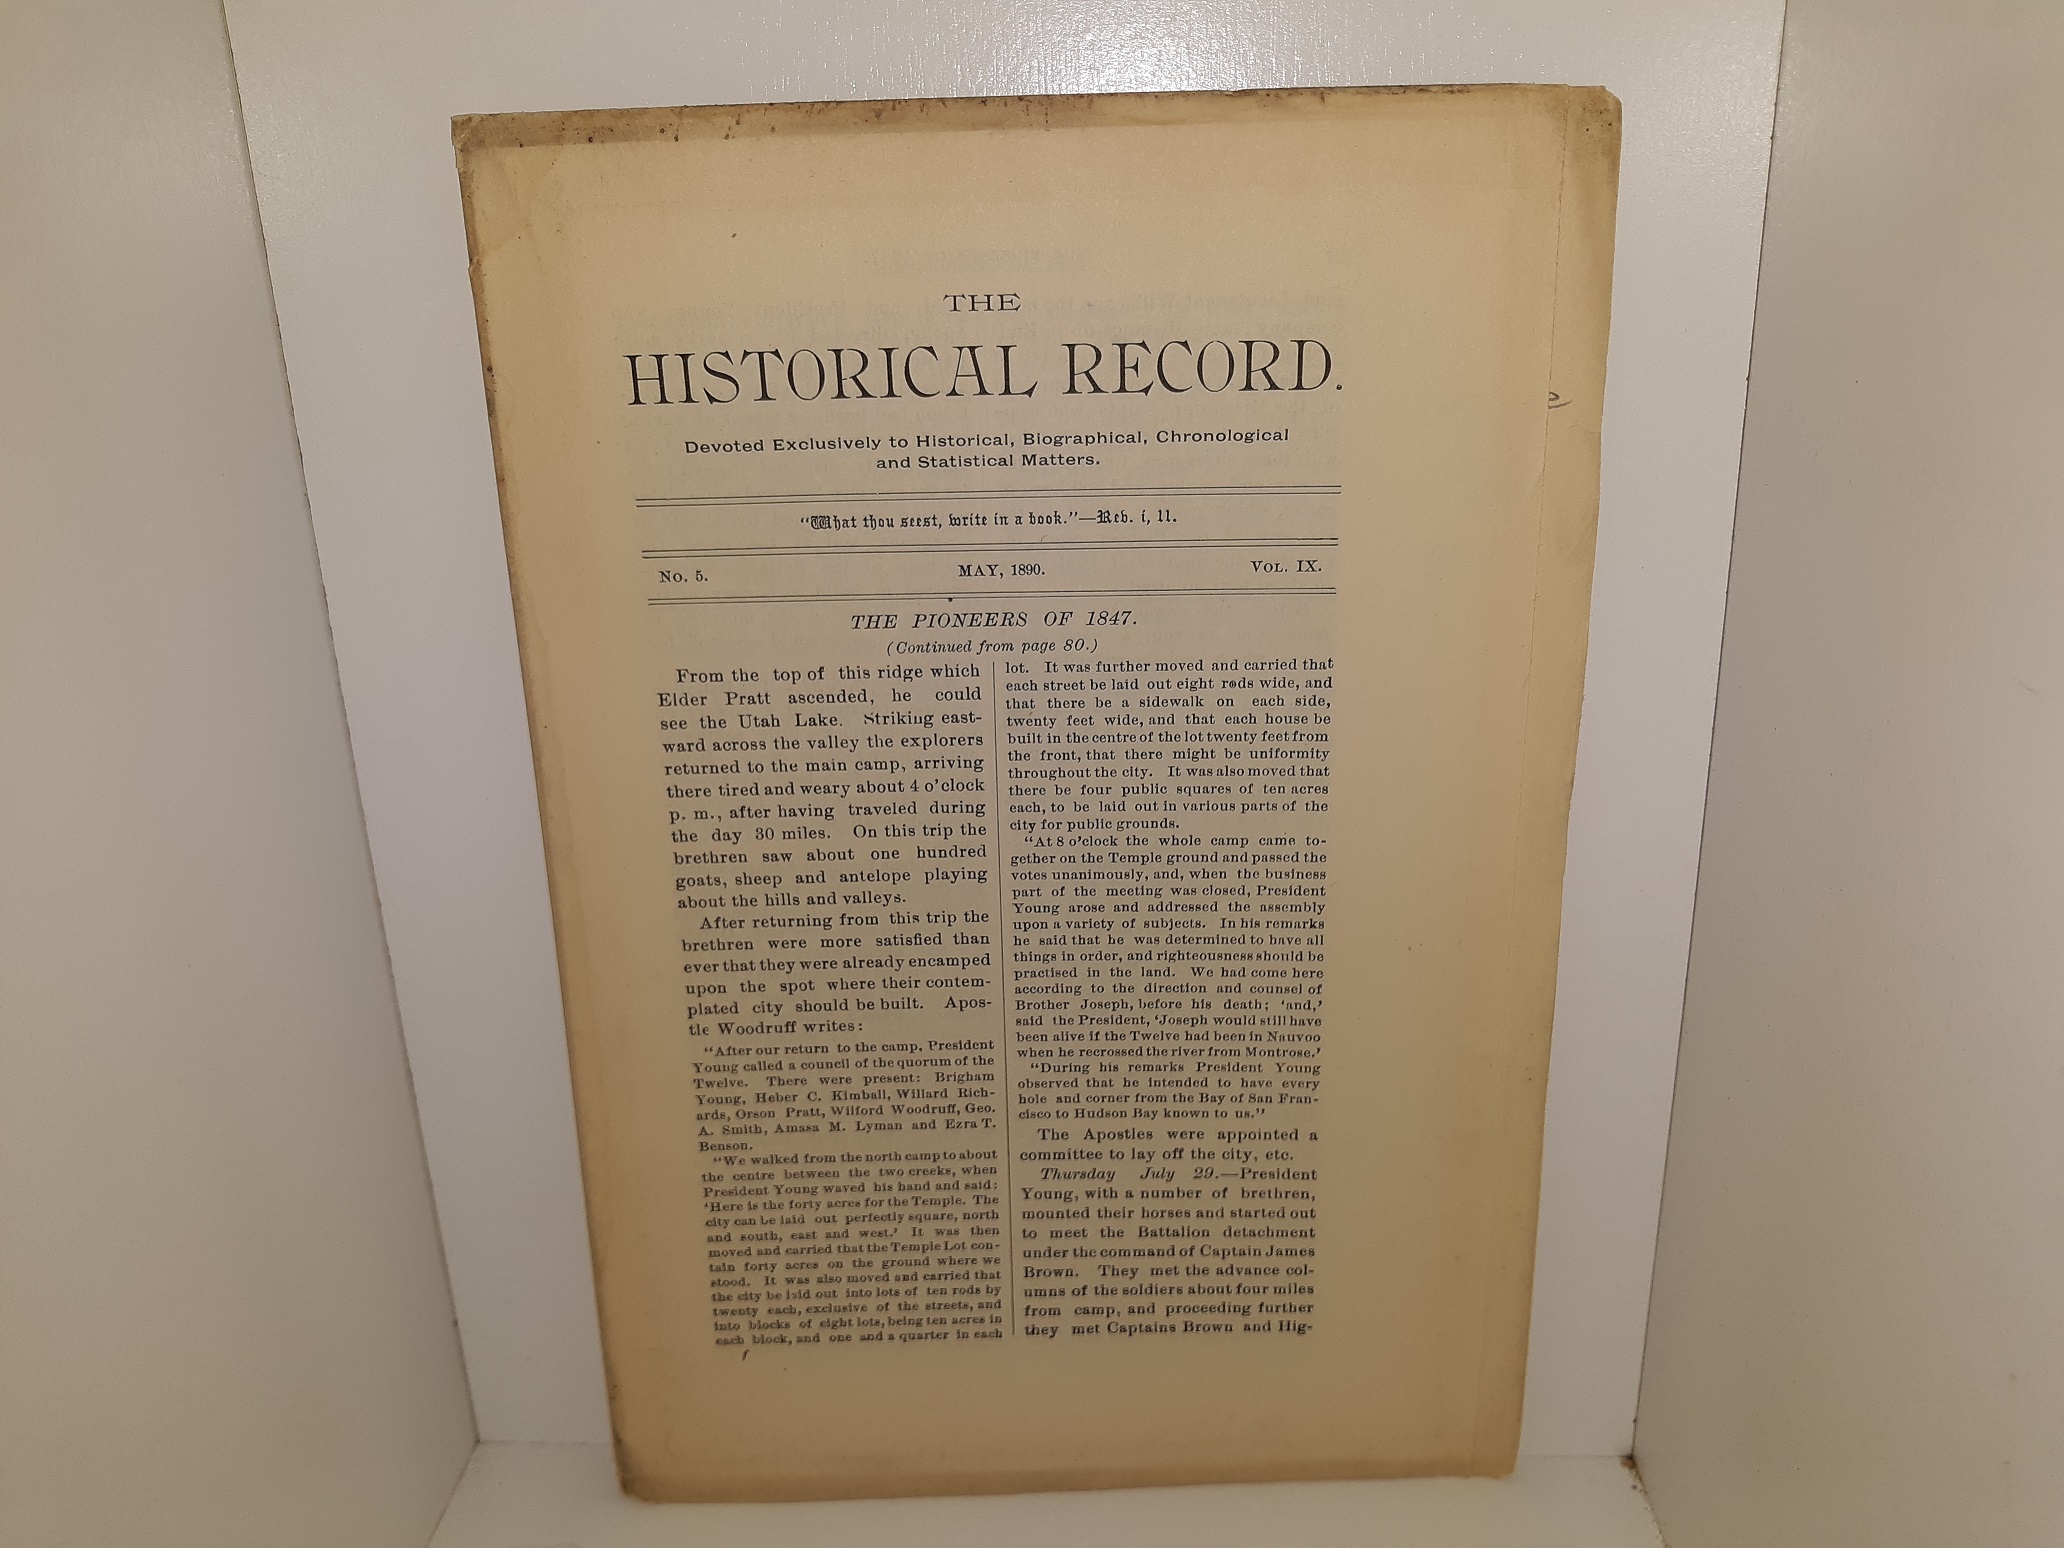 THE
HISTORICAL RECORD.
Devoted Exclusively to Historical, Biographical, Chronological
and Statistical Matters.
"What thou seest, write in a book."—Rev. i, 11.
No. 5. MAY, 1890. VOL. IX.
THE PIONEERS OF 1847.
(Continued from page 80.)
From the top of this ridge which
Elder Pratt ascended, he could
see the Utah Lake. Striking east-
ward across the valley the explorers
returned to the main camp, arriving
there tired and weary about 4 o'clock
p. m., after having traveled during
the day 30 miles. On this trip the
brethren saw about one hundred
goats, sheep and antelope playing
about the hills and valleys.
After returning from this trip the
brethren were more satisfied than
ever that they were already encamped
upon the spot where their contem-
plated city should be built. Apos-
tle Woodruff writes:
"After our return to the camp, President
Young called a council of the quorum of the
Twelve. There were present: Brigham
Young, Heber C. Kimball, Willard Rich-
ards, Orson Pratt, Wilford Woodruff, Geo.
A. Smith, Amasa M. Lyman and Ezra T.
Benson.
"We walked from the north camp to about
the centre between the two creeks, when
President Young waved his hand and said:
'Here is the forty acres for the Temple. The
city can be laid out perfectly square, north
and south, east and west.' It was then
moved and carried that the Temple Lot con-
tain forty acres on the ground where we
stood. It was also moved and carried that
the city be laid out into lots of ten rods by
twenty each, exclusive of the streets, and
into blocks of eight lots, being ten acres in
each block, and one and a quarter in each
lot. It was further moved and carried that
each street be laid out eight rods wide, and
that there be a sidewalk on each side,
twenty feet wide, and that each house be
built in the centre of the lot twenty feet from
the front, that there might be uniformity
throughout the city. It was also moved that
there be four public squares of ten acres
each, to be laid out in various parts of the
city for public grounds.
"At 8 o'clock the whole camp came to-
gether on the Temple ground and passed the
votes unanimously, and, when the business
part of the meeting was closed, President
Young arose and addressed the assembly
upon a variety of subjects. In his remarks
he said that he was determined to have all
things in order, and righteousness should be
practised in the land. We had come here
according to the direction and counsel of
Brother Joseph, before his death; 'and,'
said the President, 'Joseph would still have
been alive if the Twelve had been in Nauvoo
when he recrossed the river from Montrose.'
"During his remarks President Young
observed that he intended to have every
hole and corner from the Bay of San Fran-
cisco to Hudson Bay known to us."
The Apostles were appointed a
committee to lay off the city, etc.
Thursday July 29.—President
Young, with a number of brethren,
mounted their horses and started out
to meet the Battalion detachment
under the command of Captain James
Brown. They met the advance col-
umns of the soldiers about four miles
from camp, and proceeding further
they met Captains Brown and Hig-